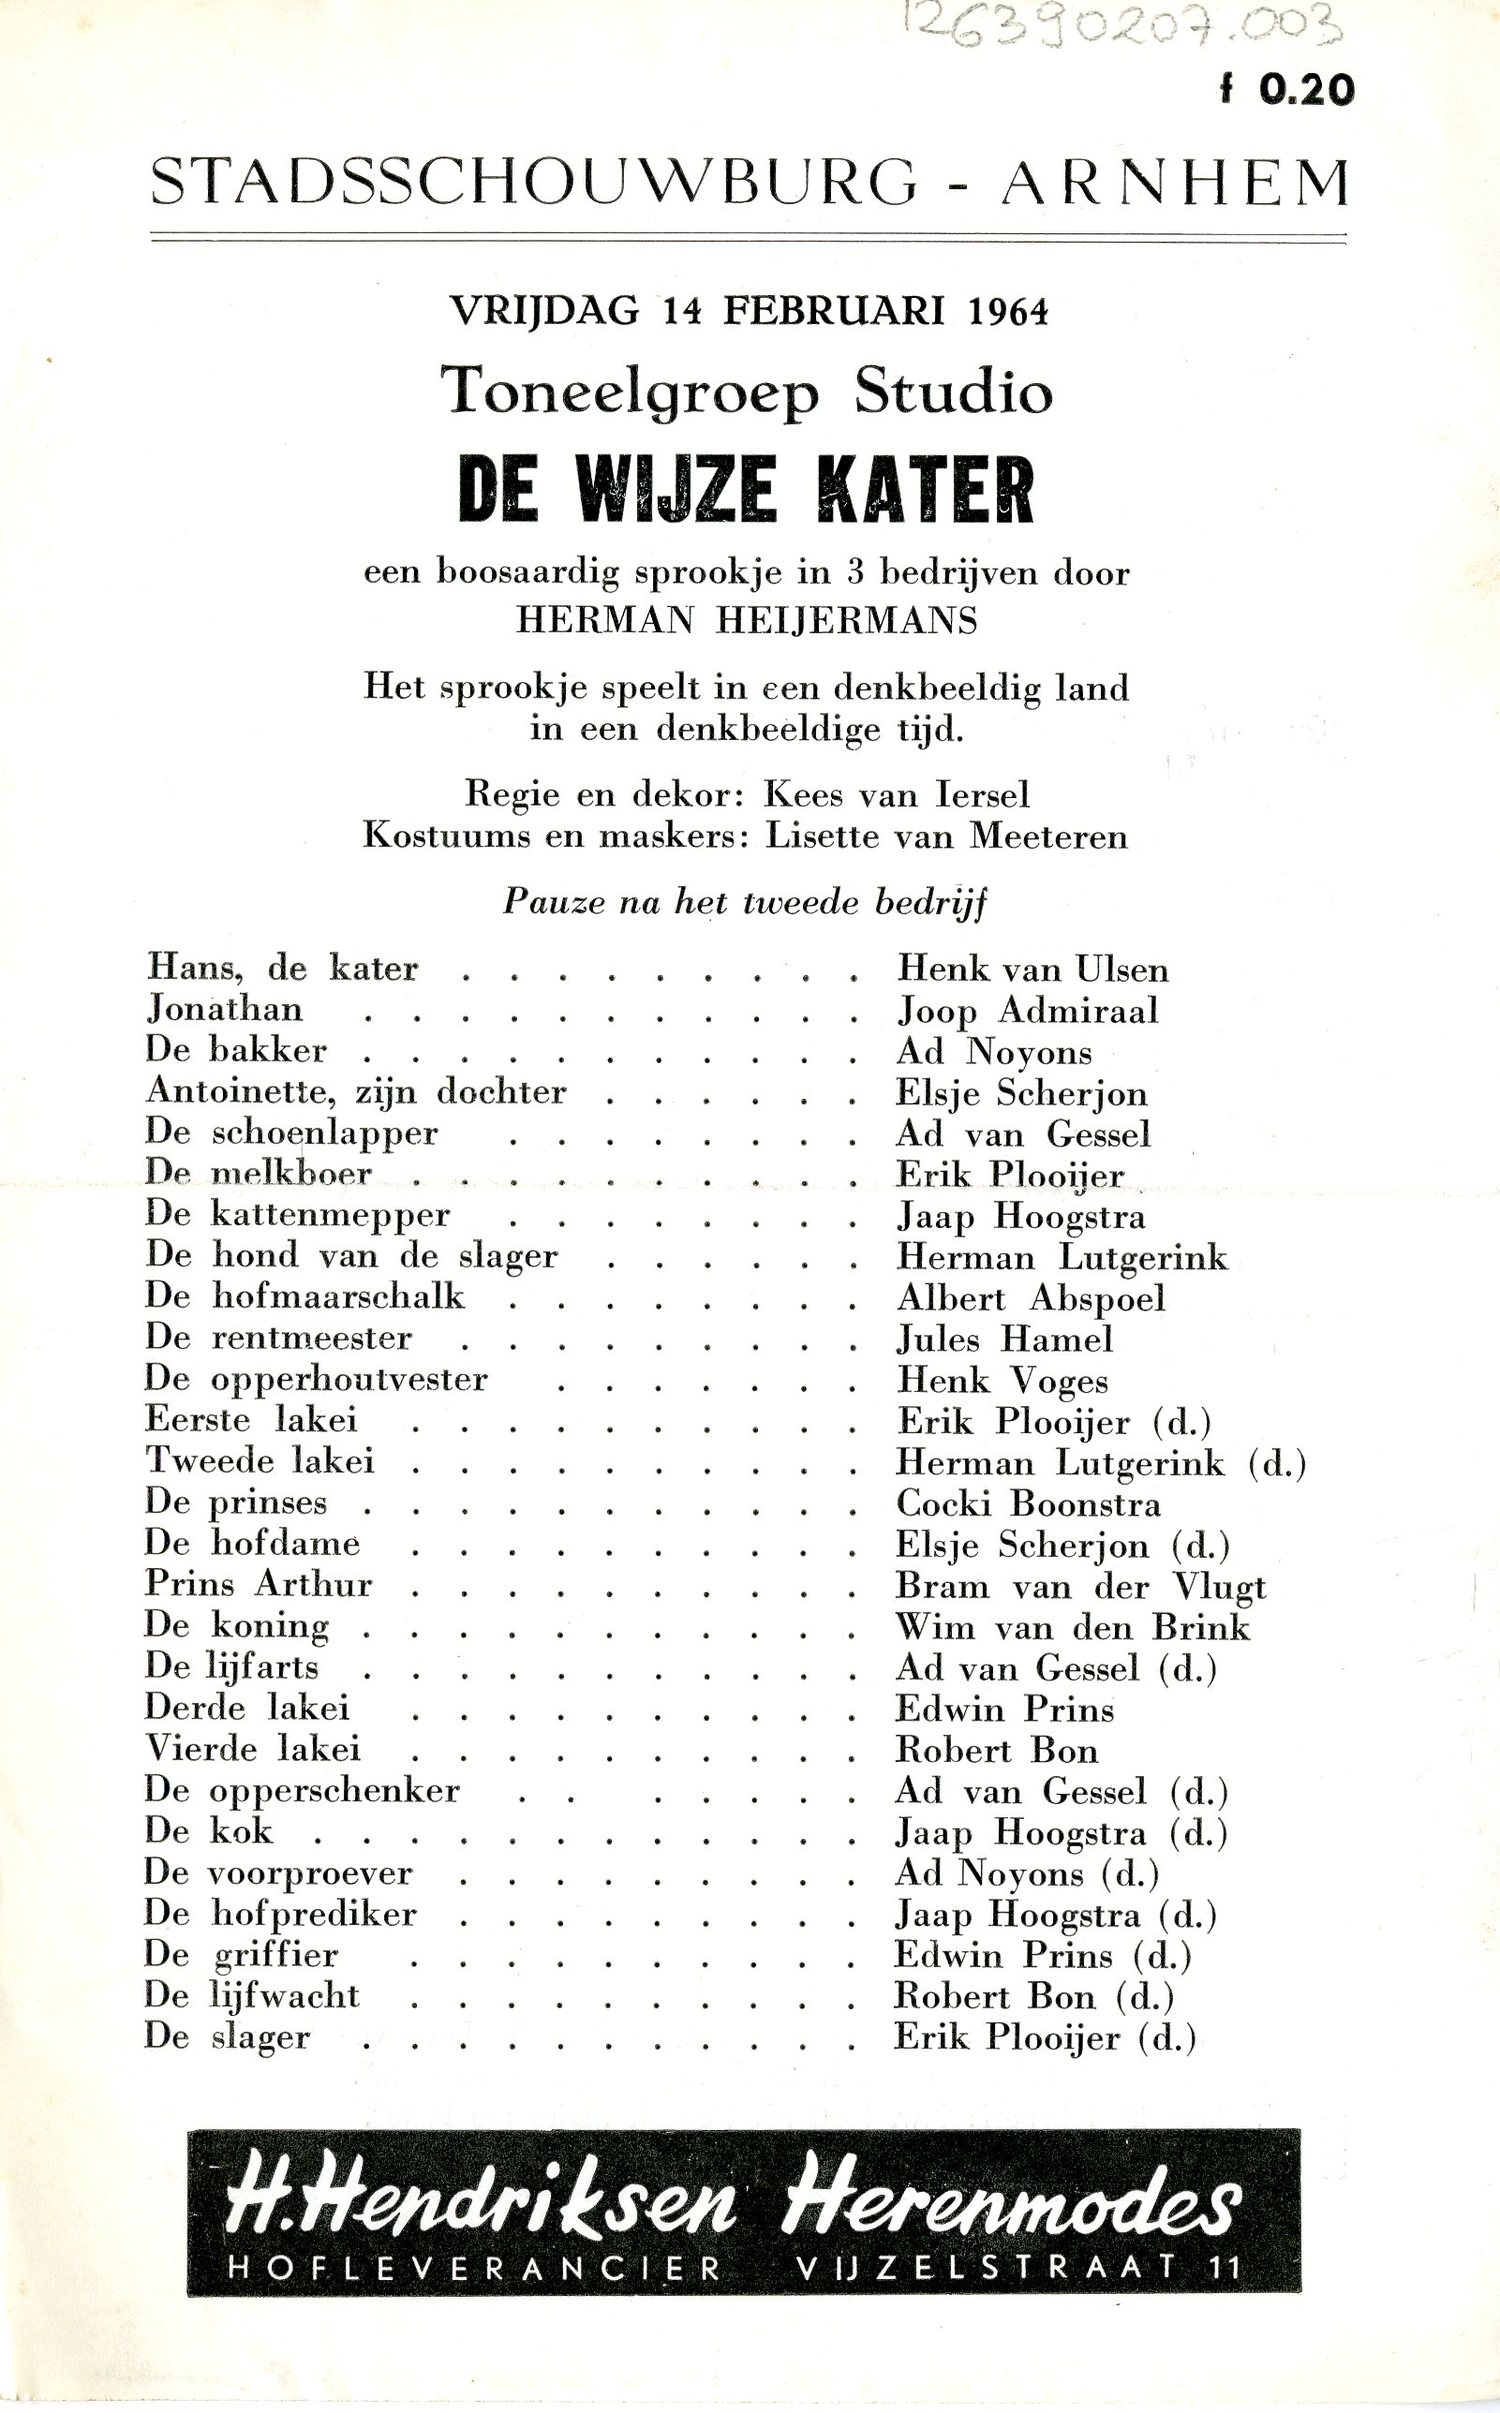 126390207.003
f 0.20
STADSSCHOUWBURG - ARNHEM
VRIJDAG 14 FEBRUARI 1964
Toneelgroep Studio
DE WIJZE KATER
een boosaardig sprookje in 3 bedrijven door
HERMAN HEIJERMANS
Het sprookje speelt in een denkbeeldig land
in een denkbeeldige tijd.
Regie en dekor: Kees van Iersel
Kostuums en maskers: Lisette van Meeteren
Pauze na het tweede bedrijf
Hans, de kater . . . . . . . . . Henk van Ulsen
Jonathan . . . . . . . . . . . Joop Admiraal
De bakker . . . . . . . . . . . Ad Noyons
Antoinette, zijn dochter . . . . . . Elsje Scherjon
De schoenlapper . . . . . . . . Ad van Gessel
De melkboer . . . . . . . . . . Erik Plooijer
De kattenmepper . . . . . . . . Jaap Hoogstra
De hond van de slager . . . . . . Herman Lutgerink
De hofmaarschalk . . . . . . . . Albert Abspoel
De rentmeester . . . . . . . . . Jules Hamel
De opperhoutvester . . . . . . . Henk Voges
Eerste lakei . . . . . . . . . . Erik Plooijer (d.)
Tweede lakei . . . . . . . . . . Herman Lutgerink (d.)
De prinses . . . . . . . . . . . Cocki Boonstra
De hofdame . . . . . . . . . . Elsje Scherjon (d.)
Prins Arthur . . . . . . . . . . Bram van der Vlugt
De koning . . . . . . . . . . . Wim van den Brink
De lijfarts . . . . . . . . . . . Ad van Gessel (d.)
Derde lakei . . . . . . . . . . Edwin Prins
Vierde lakei . . . . . . . . . . Robert Bon
De opperschenker . . . . . . . Ad van Gessel (d.)
De kok . . . . . . . . . . . . Jaap Hoogstra (d.)
De voorproever . . . . . . . . . Ad Noyons (d.)
De hofprediker . . . . . . . . . Jaap Hoogstra (d.)
De griffier . . . . . . . . . . Edwin Prins (d.)
De lijfwacht . . . . . . . . . . Robert Bon (d.)
De slager . . . . . . . . . . . Erik Plooijer (d.)
H. Hendriksen Herenmodes
HOFLEVERANCIER VIJZELSTRAAT 11